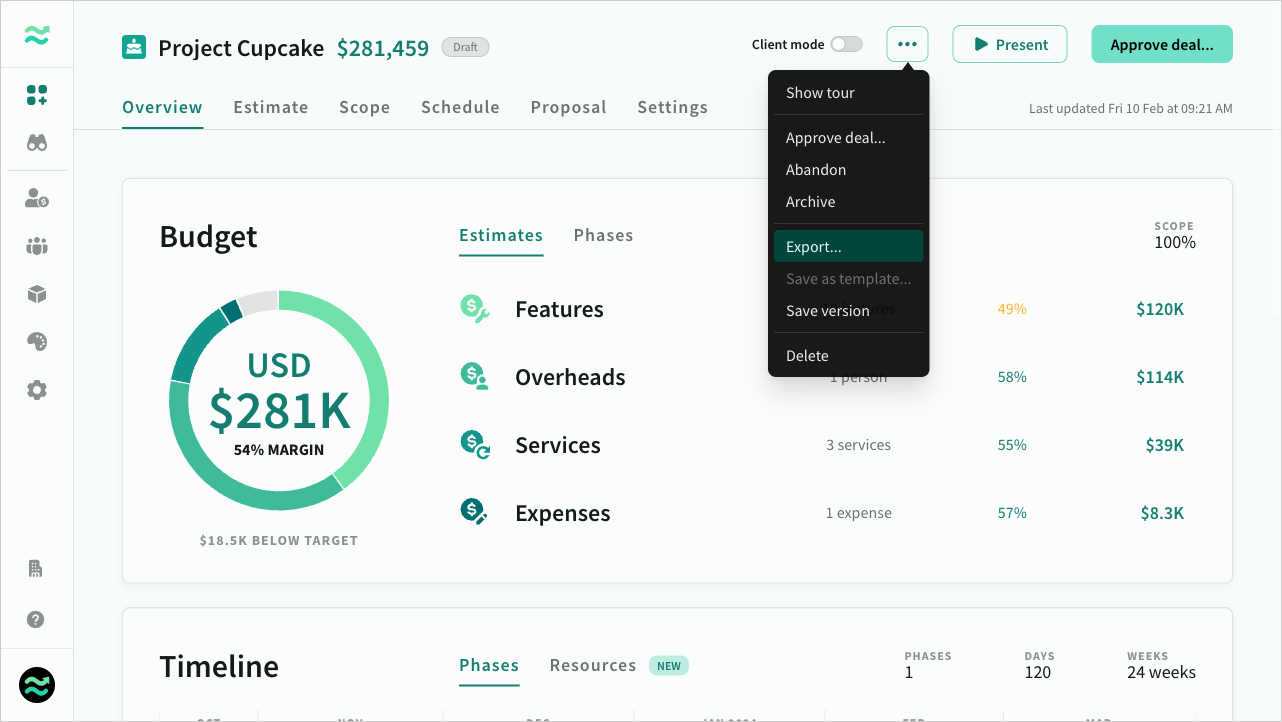 Project Cupcake $281,459 Draft
Client mode
Present
Approve deal...
Overview Estimate Scope Schedule Proposal Settings
Last updated Fri 10 Feb at 09:21 AM
Show tour
Approve deal...
Abandon
Archive
Export...
Save as template...
Save version
Delete
Budget
Estimates Phases
SCOPE
100%
USD
$281K
54% MARGIN
$18.5K BELOW TARGET
Features 49% $120K
Overheads 1 person 58% $114K
Services 3 services 55% $39K
Expenses 1 expense 57% $8.3K
Timeline
Phases Resources NEW
PHASES
1
DAYS
120
WEEKS
24 weeks